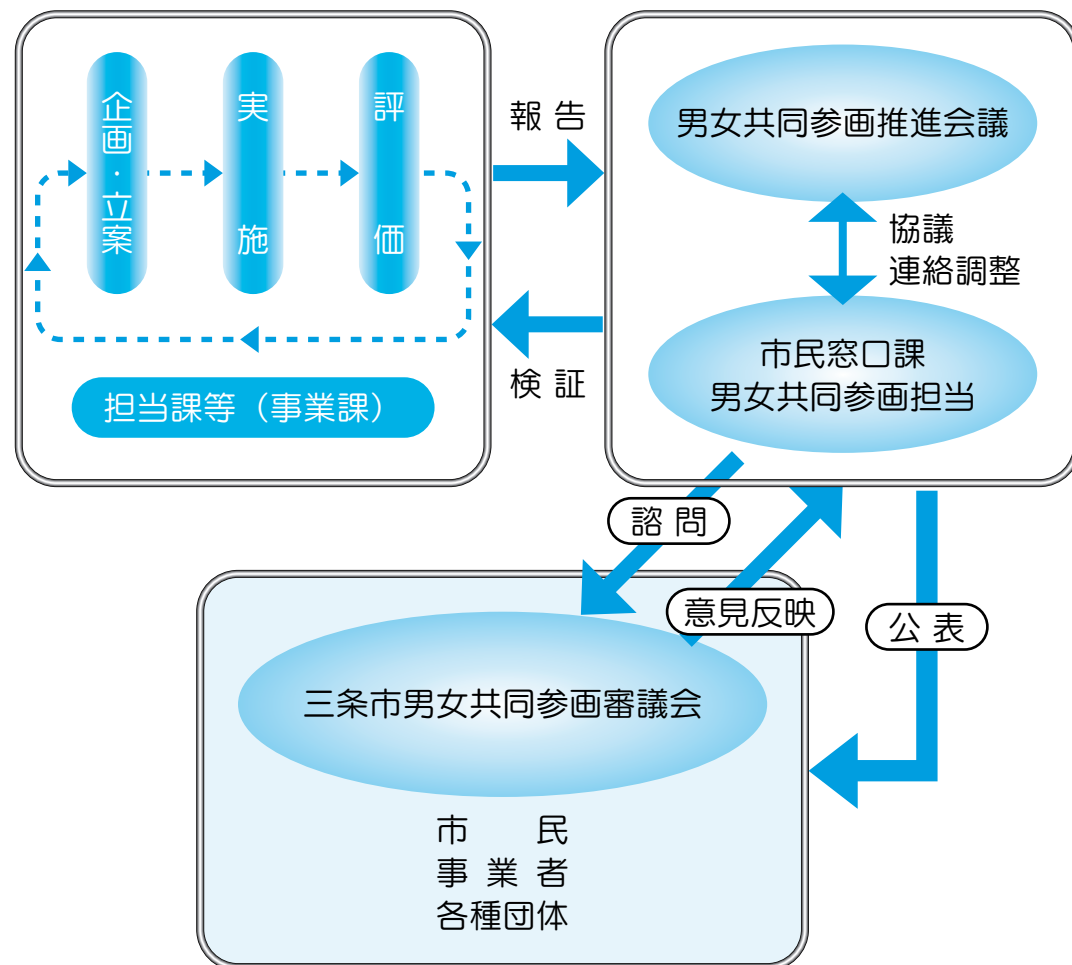 企画・立案
実施
評価
担当課等（事業課）
報告
検証
男女共同参画推進会議
協議
連絡調整
市民窓口課
男女共同参画担当
諮問
意見反映
公表
三条市男女共同参画審議会
市民
事業者
各種団体